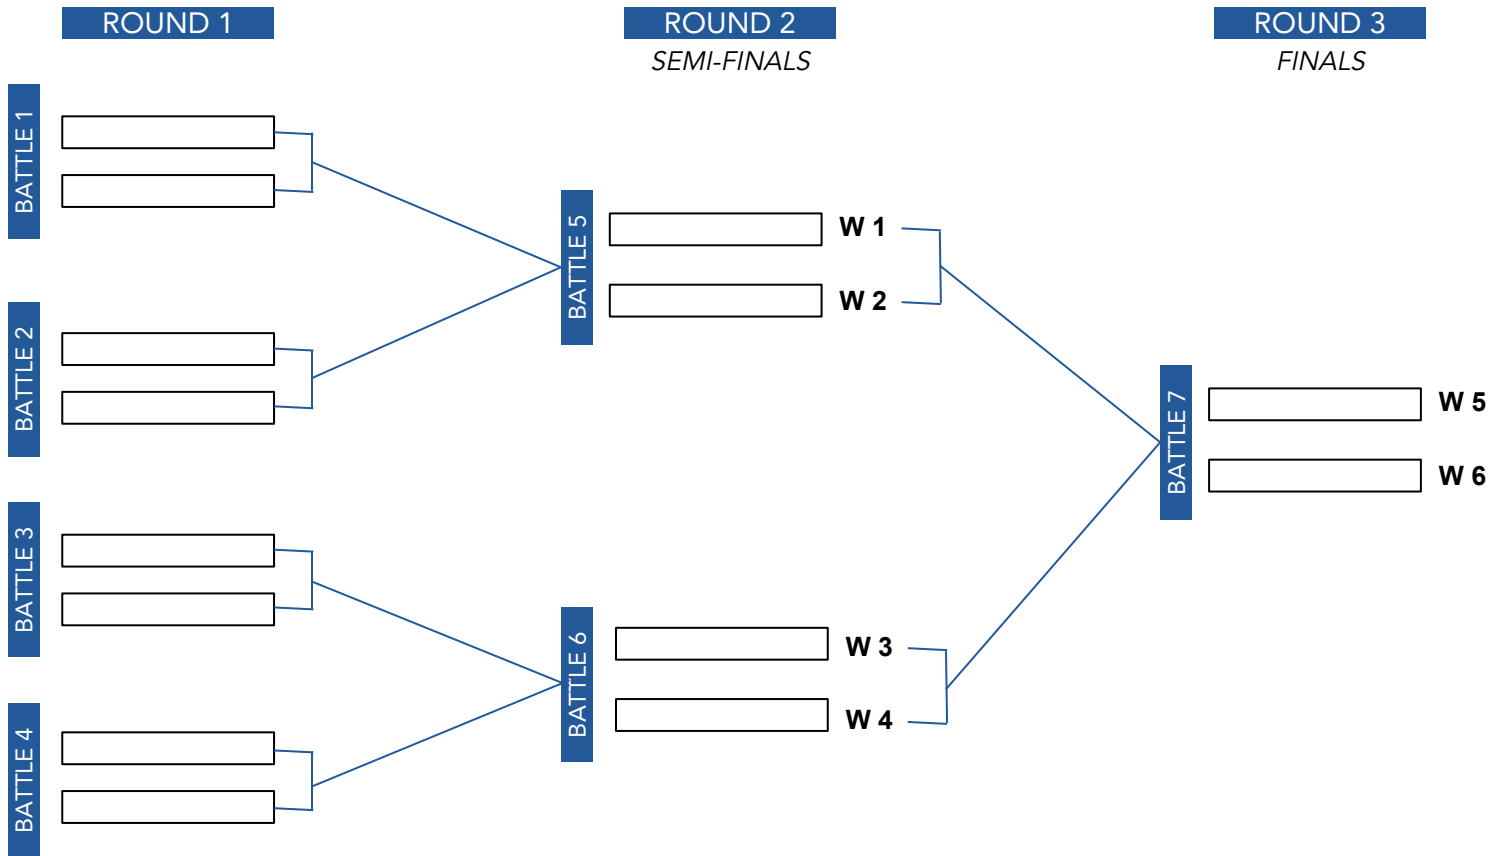 ROUND 1
ROUND 2
ROUND 3
SEMI-FINALS
FINALS
BATTLE 1
BATTLE 2
BATTLE 3
BATTLE 4
BATTLE 5
W 1
W 2
BATTLE 6
W 3
W 4
BATTLE 7
W 5
W 6